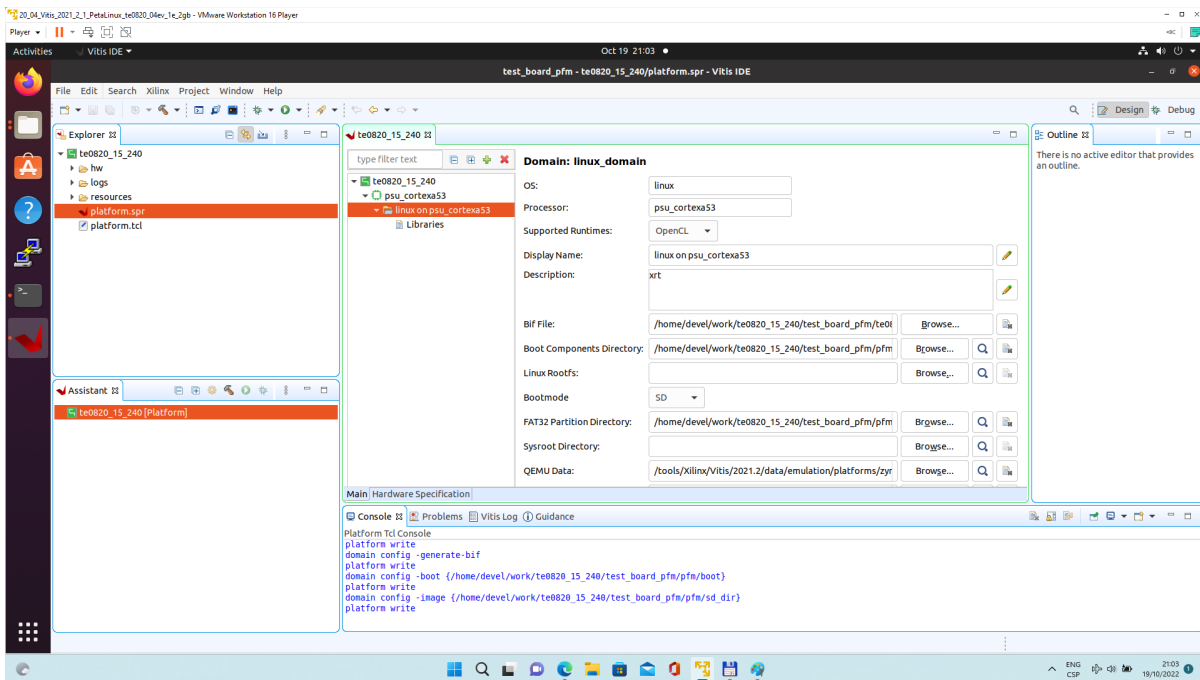 20_04_Vitis_2021_2_1_PetaLinux_te0820_04ev_1e_2gb - VMware Workstation 16 Player
Player
Activities Vitis IDE Oct 19 21:03
test_board_pfm - te0820_15_240/platform.spr - Vitis IDE
File Edit Search Xilinx Project Window Help
Design Debug
Explorer
te0820_15_240
hw
logs
resources
platform.spr
platform.tcl
Assistant
te0820_15_240 [Platform]
te0820_15_240
type filter text
te0820_15_240
psu_cortexa53
linux on psu_cortexa53
Libraries
Domain: linux_domain
OS: linux
Processor: psu_cortexa53
Supported Runtimes: OpenCL
Display Name: linux on psu_cortexa53
Description: xrt
Bif File: /home/devel/work/te0820_15_240/test_board_pfm/te08 Browse...
Boot Components Directory: /home/devel/work/te0820_15_240/test_board_pfm/pfm Browse...
Linux Rootfs: Browse...
Bootmode SD
FAT32 Partition Directory: /home/devel/work/te0820_15_240/test_board_pfm/pfm Browse...
Sysroot Directory: Browse...
QEMU Data: /tools/Xilinx/Vitis/2021.2/data/emulation/platforms/zyn Browse...
Main Hardware Specification
Outline
There is no active editor that provides
an outline.
Console Problems Vitis Log Guidance
Platform Tcl Console
platform write
domain config -generate-bif
platform write
domain config -boot {/home/devel/work/te0820_15_240/test_board_pfm/pfm/boot}
platform write
domain config -image {/home/devel/work/te0820_15_240/test_board_pfm/pfm/sd_dir}
platform write
ENG
CSP
21:03
19/10/2022
1